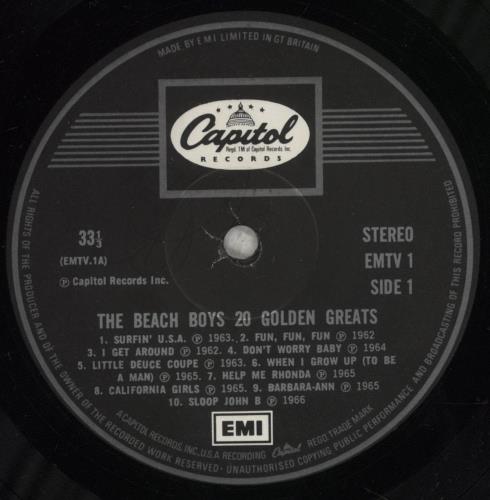 MADE BY EMI LIMITED IN GT BRITAIN
Capitol
Regd. TM of Capitol Records, Inc.
RECORDS
33⅓
(EMTV.1A)
Ⓟ Capitol Records Inc.
STEREO
EMTV 1
SIDE 1
THE BEACH BOYS 20 GOLDEN GREATS
1. SURFIN' U.S.A. Ⓟ 1963. 2. FUN, FUN, FUN Ⓟ 1962
3. I GET AROUND Ⓟ 1962. 4. DON'T WORRY BABY Ⓟ 1964
5. LITTLE DEUCE COUPE Ⓟ 1963. 6. WHEN I GROW UP (TO BE
A MAN) Ⓟ 1965. 7. HELP ME RHONDA Ⓟ 1965
8. CALIFORNIA GIRLS Ⓟ 1965. 9. BARBARA-ANN Ⓟ 1965
10. SLOOP JOHN B Ⓟ 1966
A CAPITOL RECORDS, INC., U.S.A. RECORDING Capitol REGD. TRADE MARK
EMI
ALL RIGHTS OF THE PRODUCER AND OF THE OWNER OF THE RECORDED WORK RESERVED - UNAUTHORISED COPYING PUBLIC PERFORMANCE AND BROADCASTING OF THIS RECORD PROHIBITED